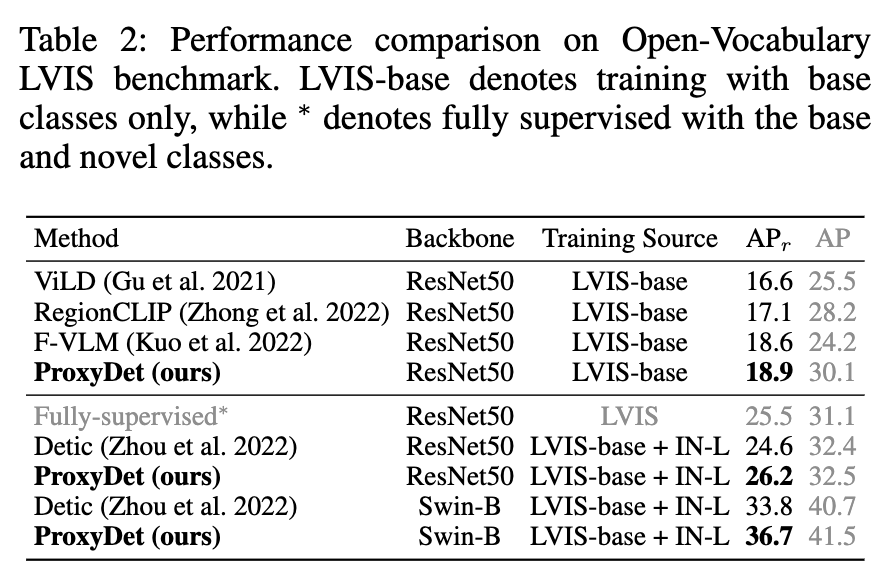 Table 2: Performance comparison on Open-Vocabulary
LVIS benchmark. LVIS-base denotes training with base
classes only, while * denotes fully supervised with the base
and novel classes.
Method Backbone Training Source APr AP
ViLD (Gu et al. 2021) ResNet50 LVIS-base 16.6 25.5
RegionCLIP (Zhong et al. 2022) ResNet50 LVIS-base 17.1 28.2
F-VLM (Kuo et al. 2022) ResNet50 LVIS-base 18.6 24.2
ProxyDet (ours) ResNet50 LVIS-base 18.9 30.1
Fully-supervised* ResNet50 LVIS 25.5 31.1
Detic (Zhou et al. 2022) ResNet50 LVIS-base + IN-L 24.6 32.4
ProxyDet (ours) ResNet50 LVIS-base + IN-L 26.2 32.5
Detic (Zhou et al. 2022) Swin-B LVIS-base + IN-L 33.8 40.7
ProxyDet (ours) Swin-B LVIS-base + IN-L 36.7 41.5